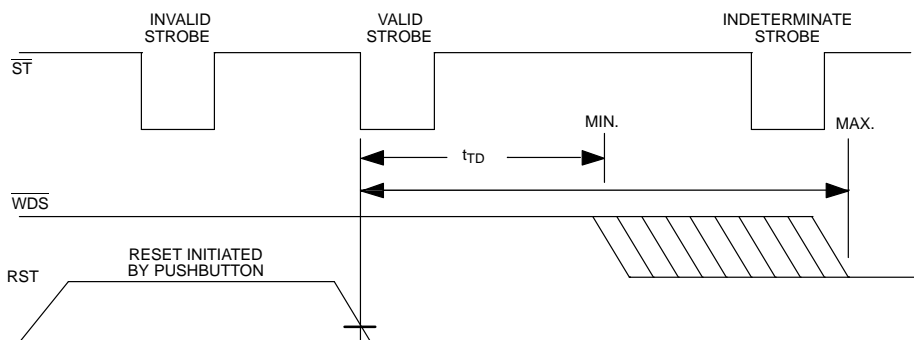 INVALID
STROBE
VALID
STROBE
INDETERMINATE
STROBE
ST
MIN.
MAX.
tTD
WDS
RESET INITIATED
BY PUSHBUTTON
RST